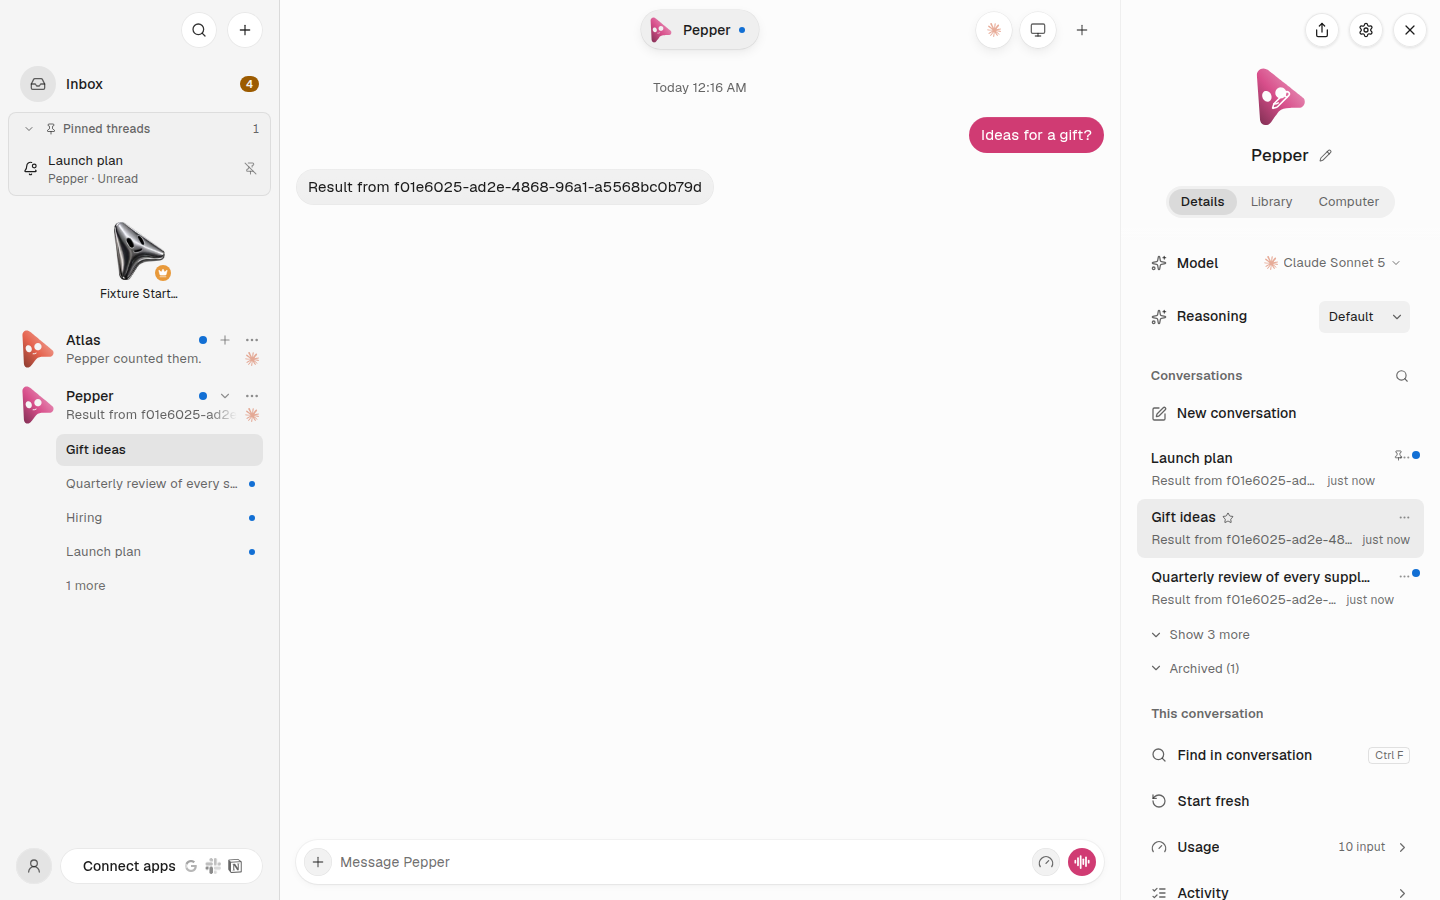 Inbox
4
Pinned threads
1
Launch plan
Pepper · Unread
Fixture Start…
Atlas
Pepper counted them.
Pepper
Result from f01e6025-ad2e
Gift ideas
Quarterly review of every s…
Hiring
Launch plan
1 more
Connect apps
Pepper
Today 12:16 AM
Ideas for a gift?
Result from f01e6025-ad2e-4868-96a1-a5568bc0b79d
Message Pepper
Pepper
Details
Library
Computer
Model
Claude Sonnet 5
Reasoning
Default
Conversations
New conversation
Launch plan
Result from f01e6025-ad… just now
Gift ideas
Result from f01e6025-ad2e-48… just now
Quarterly review of every suppl…
Result from f01e6025-ad2e-… just now
Show 3 more
Archived (1)
This conversation
Find in conversation
Ctrl F
Start fresh
Usage
10 input
Activity